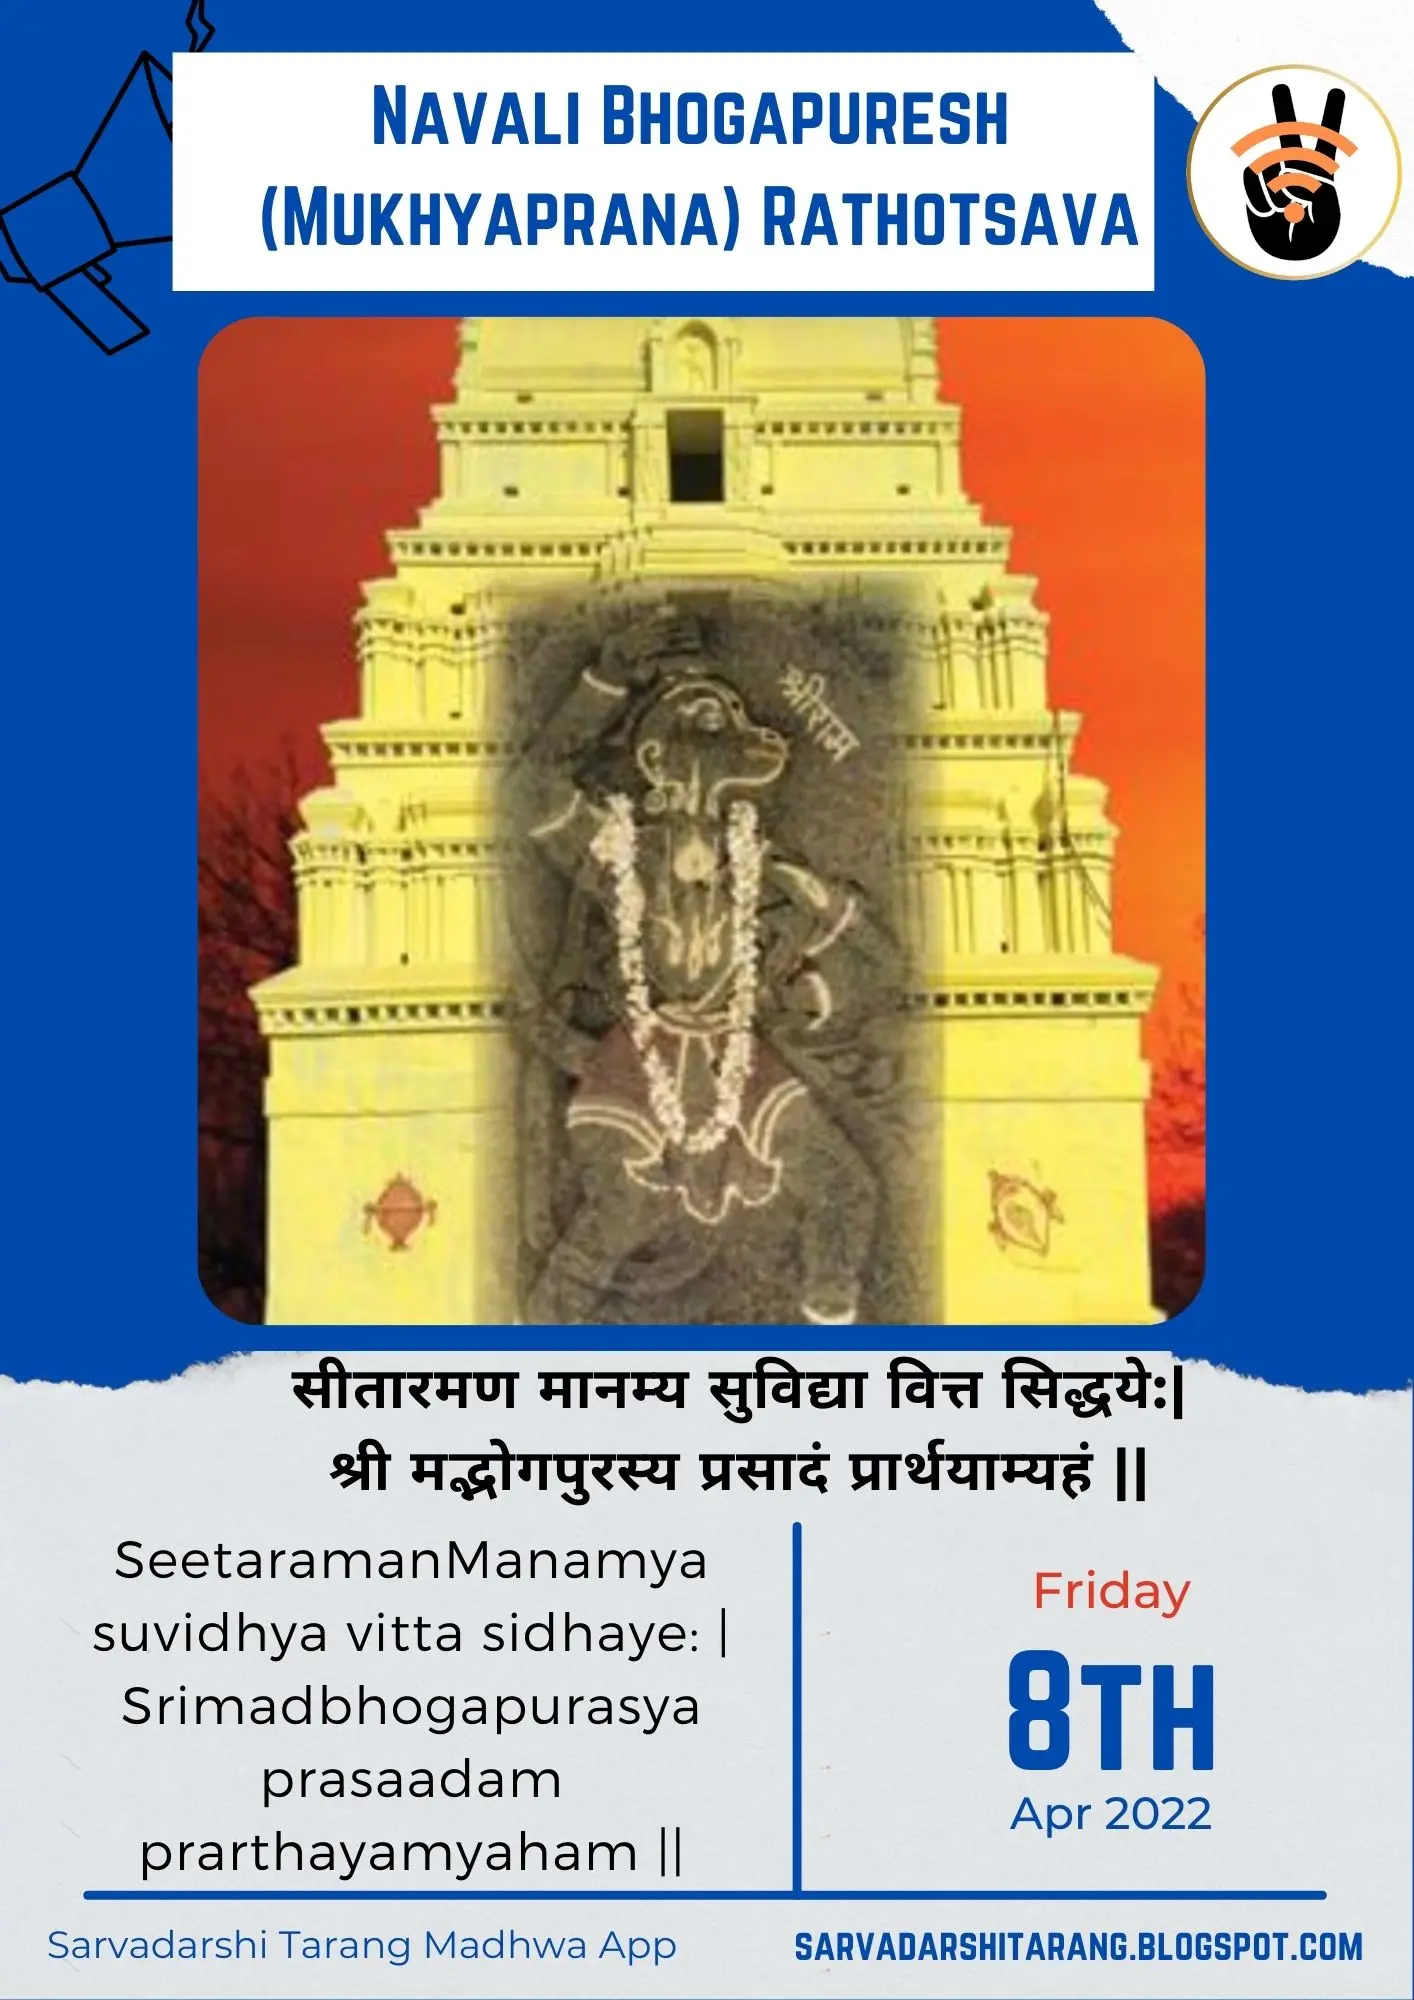 NAVALI BHOGAPURESH
(MUKHYAPRANA) RATHOTSAVA
श्रीराम
सीतारमण मानम्य सुविद्या वित्त सिद्धये:|
श्री मद्भोगपुरस्य प्रसादं प्रार्थयाम्यहं ||
SeetaramanManamya
suvidhya vitta sidhaye: |
Srimadbhogapurasya
prasaadam
prarthayamyaham ||
Friday
8TH
Apr 2022
Sarvadarshi Tarang Madhwa App
SARVADARSHITARANG.BLOGSPOT.COM